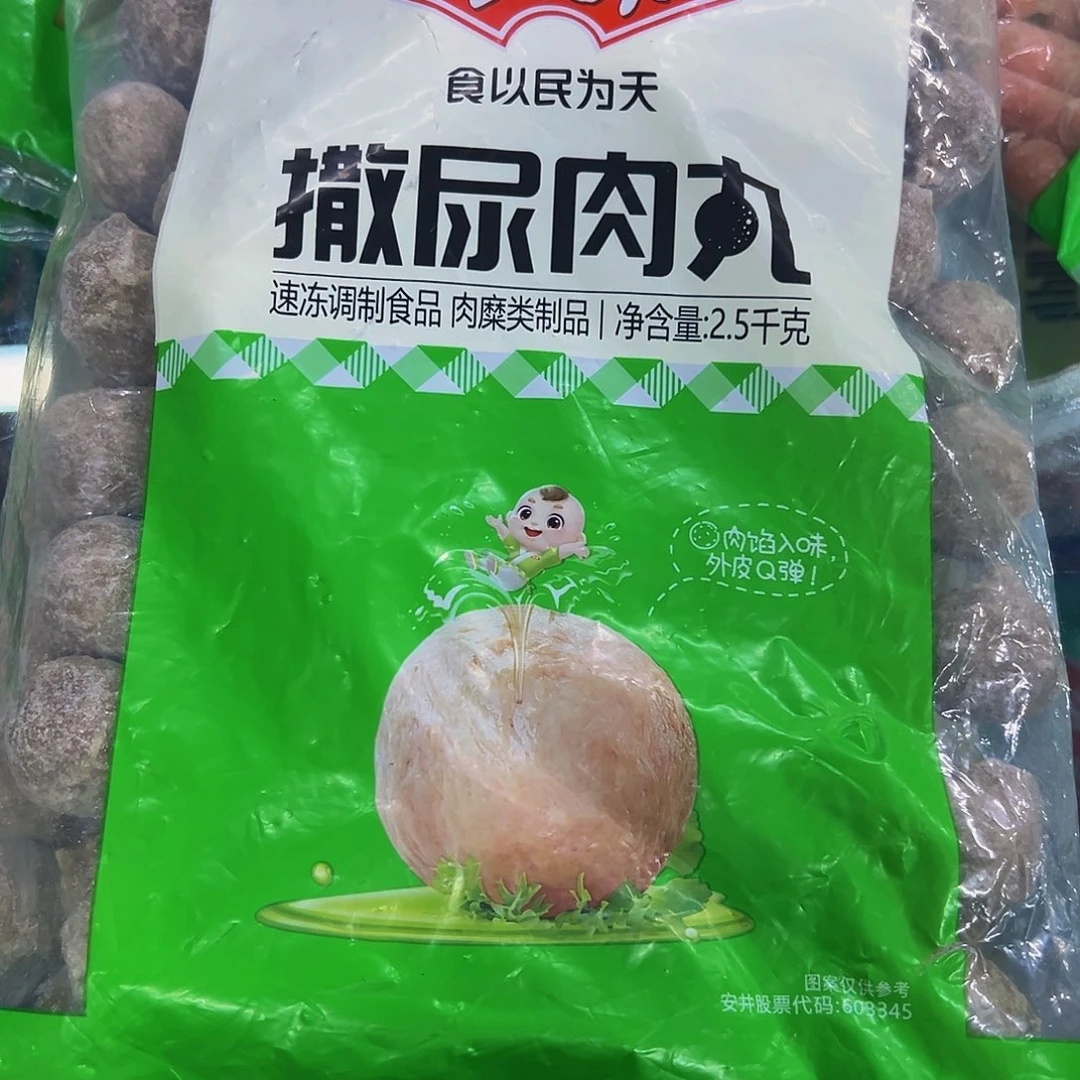 食以民为天
撒尿肉丸
速冻调制食品 肉糜类制品 | 净含量:2.5千克
肉馅入味,
外皮Q弹!
图案仅供参考
安井股票代码:603345